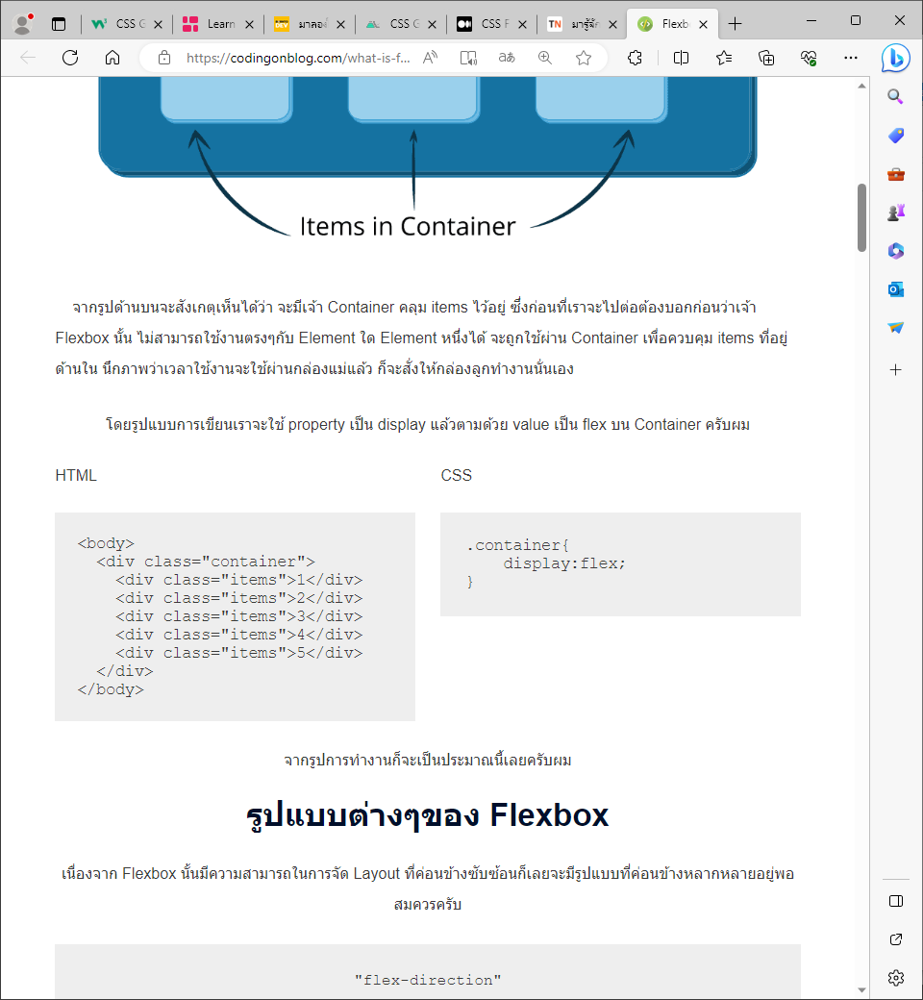 CSS G
Learn
มาลอง
CSS G
CSS F
มารู้จัก
Flexb
https://codingonblog.com/what-is-f...
Items in Container
จากรูปด้านบนจะสังเกตุเห็นได้ว่า จะมีเจ้า Container คลุม items ไว้อยู่ ซึ่งก่อนที่เราจะไปต่อต้องบอกก่อนว่าเจ้า
Flexbox นั้น ไม่สามารถใช้งานตรงๆกับ Element ใด Element หนึ่งได้ จะถูกใช้ผ่าน Container เพื่อควบคุม items ที่อยู่
ด้านใน นึกภาพว่าเวลาใช้งานจะใช้ผ่านกล่องแม่แล้ว ก็จะสั่งให้กล่องลูกทำงานนั่นเอง
โดยรูปแบบการเขียนเราจะใช้ property เป็น display แล้วตามด้วย value เป็น flex บน Container ครับผม
HTML
<body>
<div class="container">
<div class="items">1</div>
<div class="items">2</div>
<div class="items">3</div>
<div class="items">4</div>
<div class="items">5</div>
</div>
</body>
CSS
.container{
display:flex;
}
จากรูปการทำงานก็จะเป็นประมาณนี้เลยครับผม
รูปแบบต่างๆของ Flexbox
เนื่องจาก Flexbox นั้นมีความสามารถในการจัด Layout ที่ค่อนข้างซับซ้อนก็เลยจะมีรูปแบบที่ค่อนข้างหลากหลายอยู่พอ
สมควรครับ
"flex-direction"